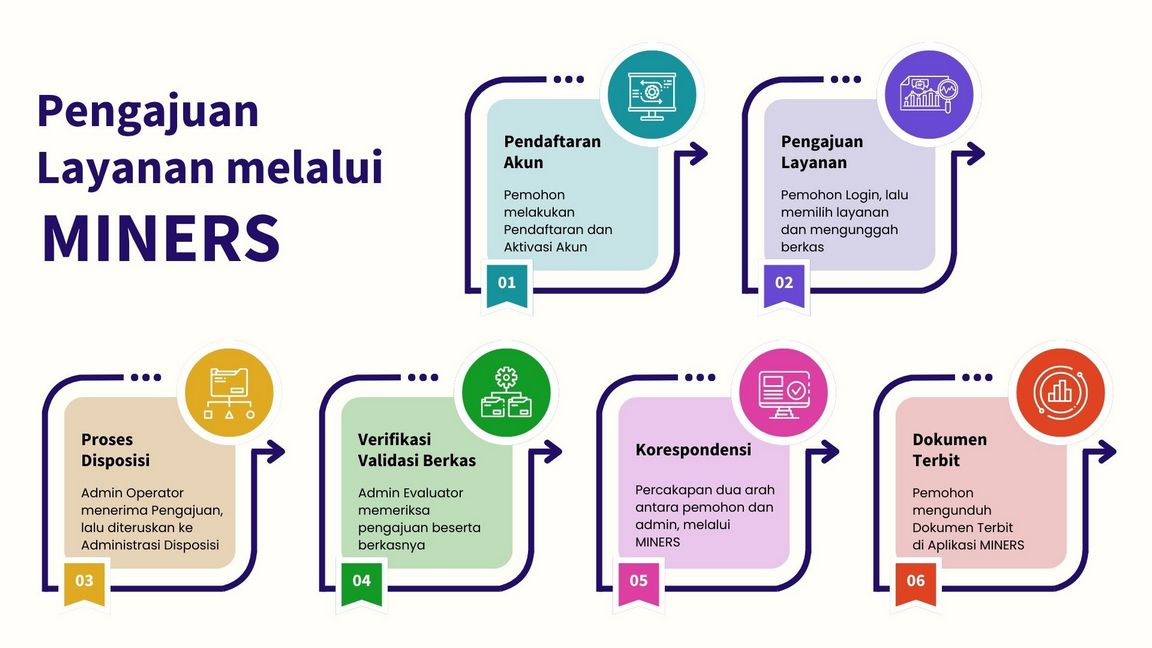 Pengajuan
Layanan melalui
MINERS
Pendaftaran
Akun
Pemohon
melakukan
Pendaftaran dan
Aktivasi Akun
01
Pengajuan
Layanan
Pemohon Login, lalu
memilih layanan
dan mengunggah
berkas
02
Proses
Disposisi
Admin Operator
menerima Pengajuan,
lalu diteruskan ke
Administrasi Disposisi
03
Verifikasi
Validasi Berkas
Admin Evaluator
memeriksa
pengajuan beserta
berkasnya
04
Korespondensi
Percakapan dua arah
antara pemohon dan
admin, melalui
MINERS
05
Dokumen
Terbit
Pemohon
mengunduh
Dokumen Terbit
di Aplikasi MINERS
06